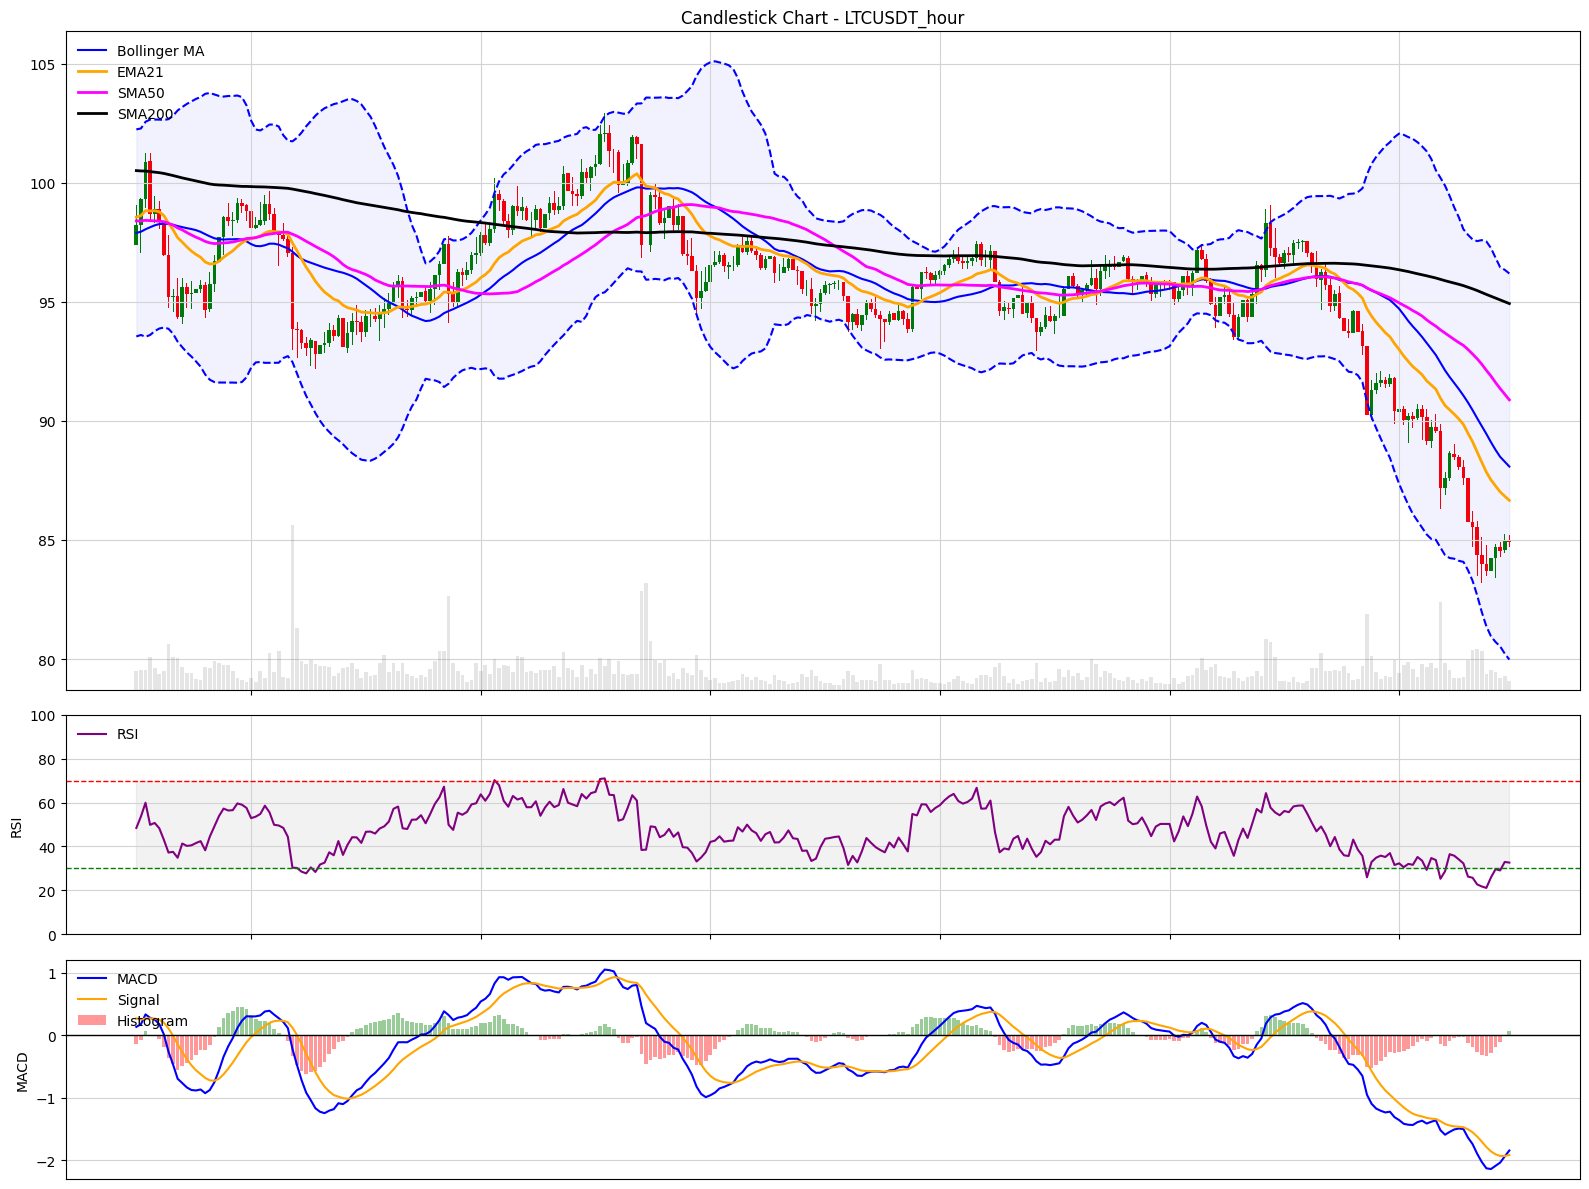 Candlestick Chart - LTCUSDT_hour
Bollinger MA
EMA21
SMA50
SMA200
105
100
95
90
85
80
RSI
RSI
100
80
60
40
20
0
MACD
Signal
Histogram
MACD
1
0
−1
−2